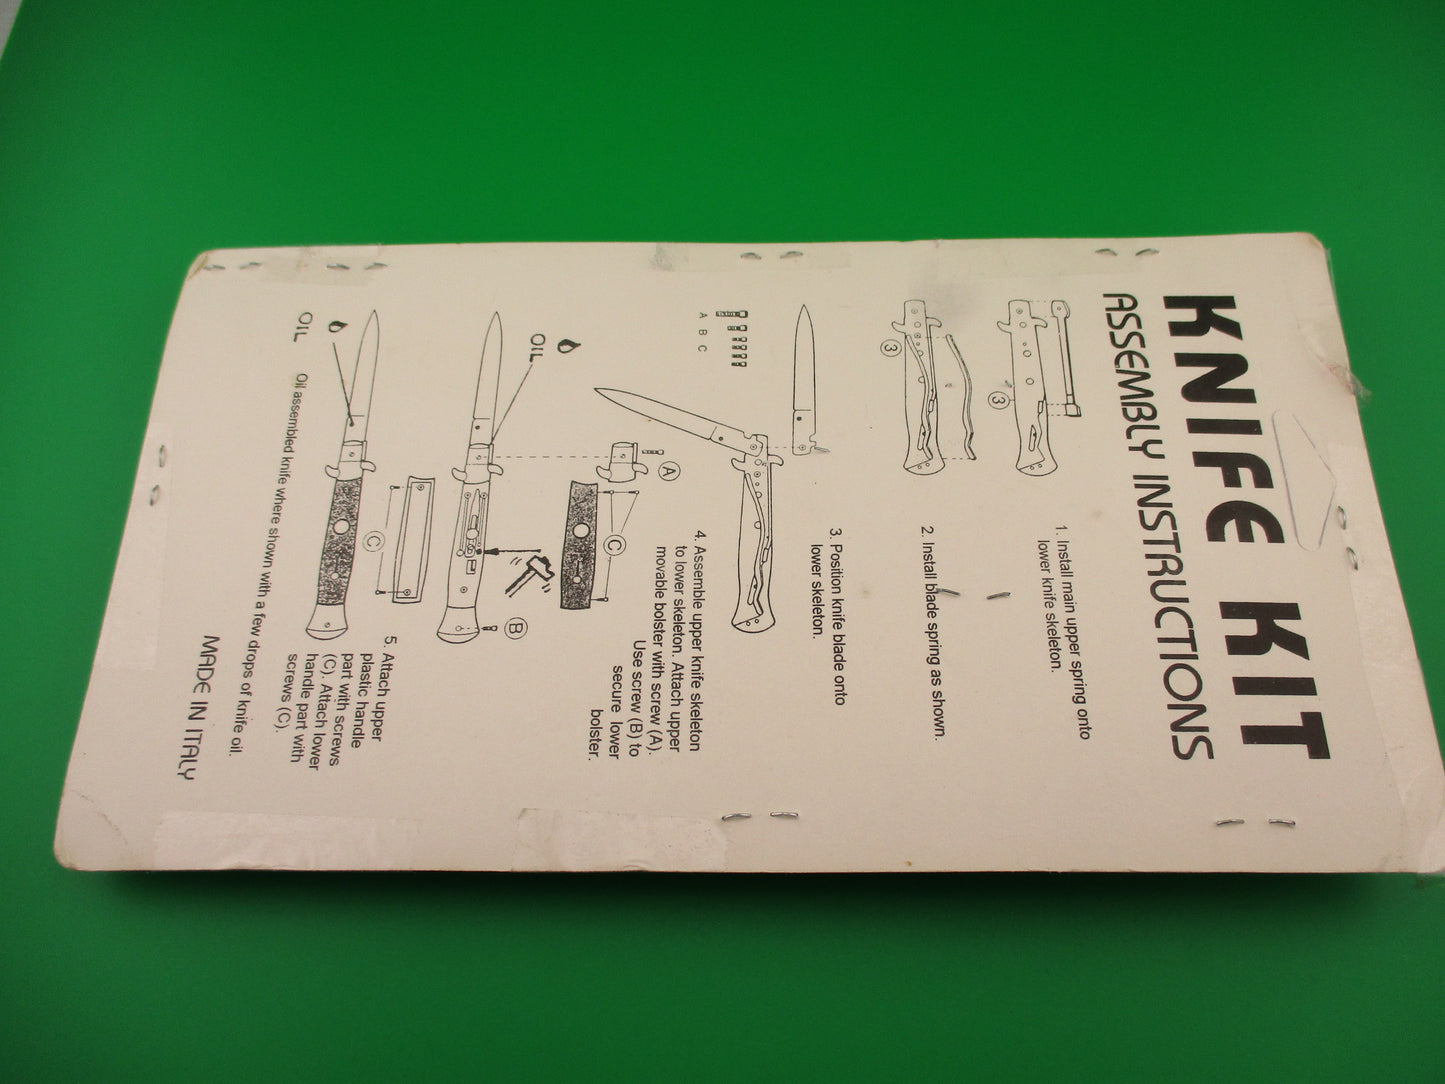 KNIFE KIT
ASSEMBLY INSTRUCTIONS
3
1. Install main upper spring onto
lower knife skeleton.
3
2. Install blade spring as shown.
3. Position knife blade onto
lower skeleton.
A B C
4. Assemble upper knife skeleton
to lower skeleton. Attach upper
movable bolster with screw (A).
Use screw (B) to
secure lower
bolster.
A
C
OIL
B
C
5. Attach upper
plastic handle
part with screws
(C). Attach lower
handle part with
screws (C).
OIL
Oil assembled knife where shown with a few drops of knife oil.
MADE IN ITALY